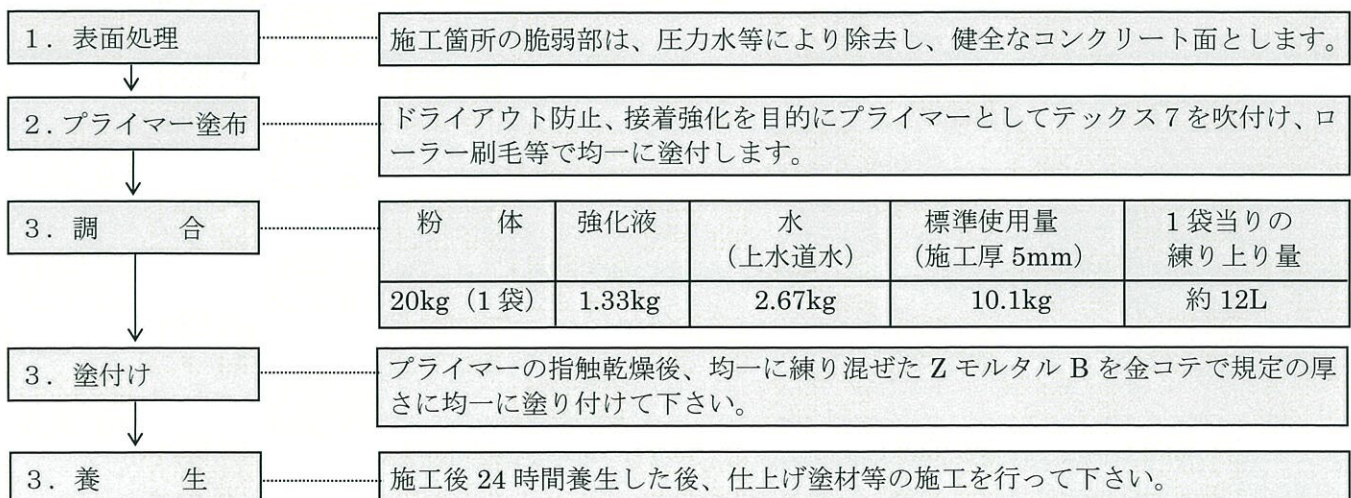 1. 表面処理
施工箇所の脆弱部は、圧力水等により除去し、健全なコンクリート面とします。
2. プライマー塗布
ドライアウト防止、接着強化を目的にプライマーとしてテックス7を吹付け、ロ
ーラー刷毛等で均一に塗付します。
3. 調　　合
粉　体 強化液 水 標準使用量 1袋当りの
（上水道水） （施工厚 5mm） 練り上り量
20kg（1袋） 1.33kg 2.67kg 10.1kg 約12L
3. 塗付け
プライマーの指触乾燥後、均一に練り混ぜた Z モルタル B を金コテで規定の厚
さに均一に塗り付けて下さい。
3. 養　　生
施工後 24 時間養生した後、仕上げ塗材等の施工を行って下さい。